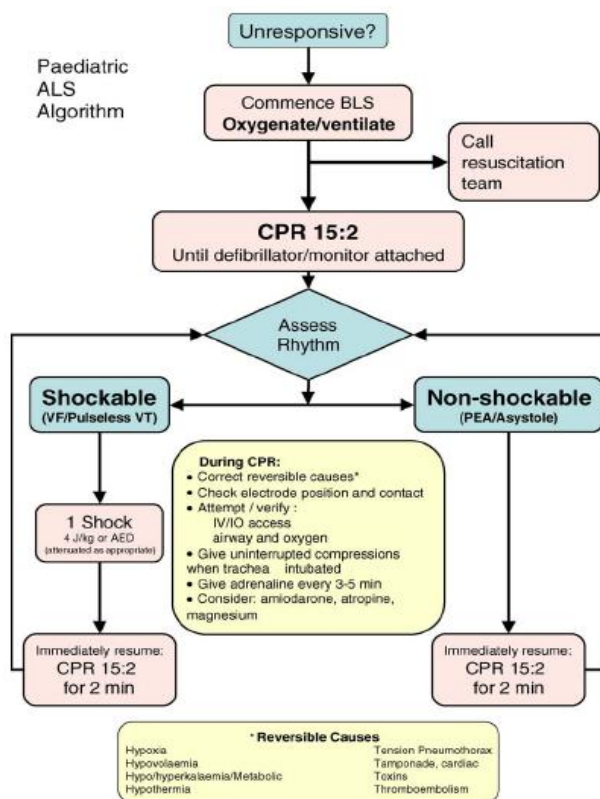 Unresponsive?
Paediatric
ALS
Algorithm
Commence BLS
Oxygenate/ventilate
Call
resuscitation
team
CPR 15:2
Until defibrillator/monitor attached
Assess
Rhythm
Shockable
(VF/Pulseless VT)
Non-shockable
(PEA/Asystole)
During CPR:
• Correct reversible causes*
• Check electrode position and contact
• Attempt / verify :
IV/IO access
airway and oxygen
• Give uninterrupted compressions
when trachea intubated
• Give adrenaline every 3-5 min
• Consider: amiodarone, atropine,
magnesium
1 Shock
4 J/kg or AED
(attenuated as appropriate)
Immediately resume:
CPR 15:2
for 2 min
Immediately resume:
CPR 15:2
for 2 min
* Reversible Causes
Hypoxia Tension Pneumothorax
Hypovolaemia Tamponade, cardiac
Hypo/hyperkalaemia/Metabolic Toxins
Hypothermia Thromboembolism